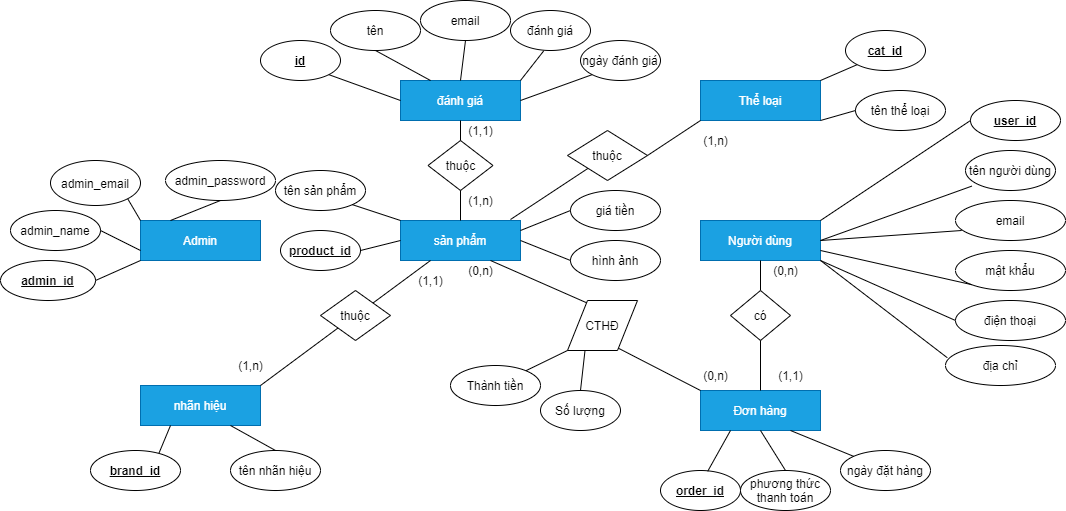 tên
email
đánh giá
id
ngày đánh giá
cat_id
đánh giá
Thể loại
tên thể loại
user_id
(1,1)
(1,n)
thuộc
thuộc
tên người dùng
admin_email
admin_password
tên sản phẩm
(1,n)
giá tiền
email
admin_name
Admin
product_id
sản phẩm
Người dùng
hình ảnh
mật khẩu
admin_id
(1,1)
(0,n)
(0,n)
thuộc
có
điện thoại
CTHĐ
(1,n)
địa chỉ
Thành tiền
(0,n)
(1,1)
nhãn hiệu
Số lượng
Đơn hàng
brand_id
tên nhãn hiệu
ngày đặt hàng
order_id
phương thức
thanh toán